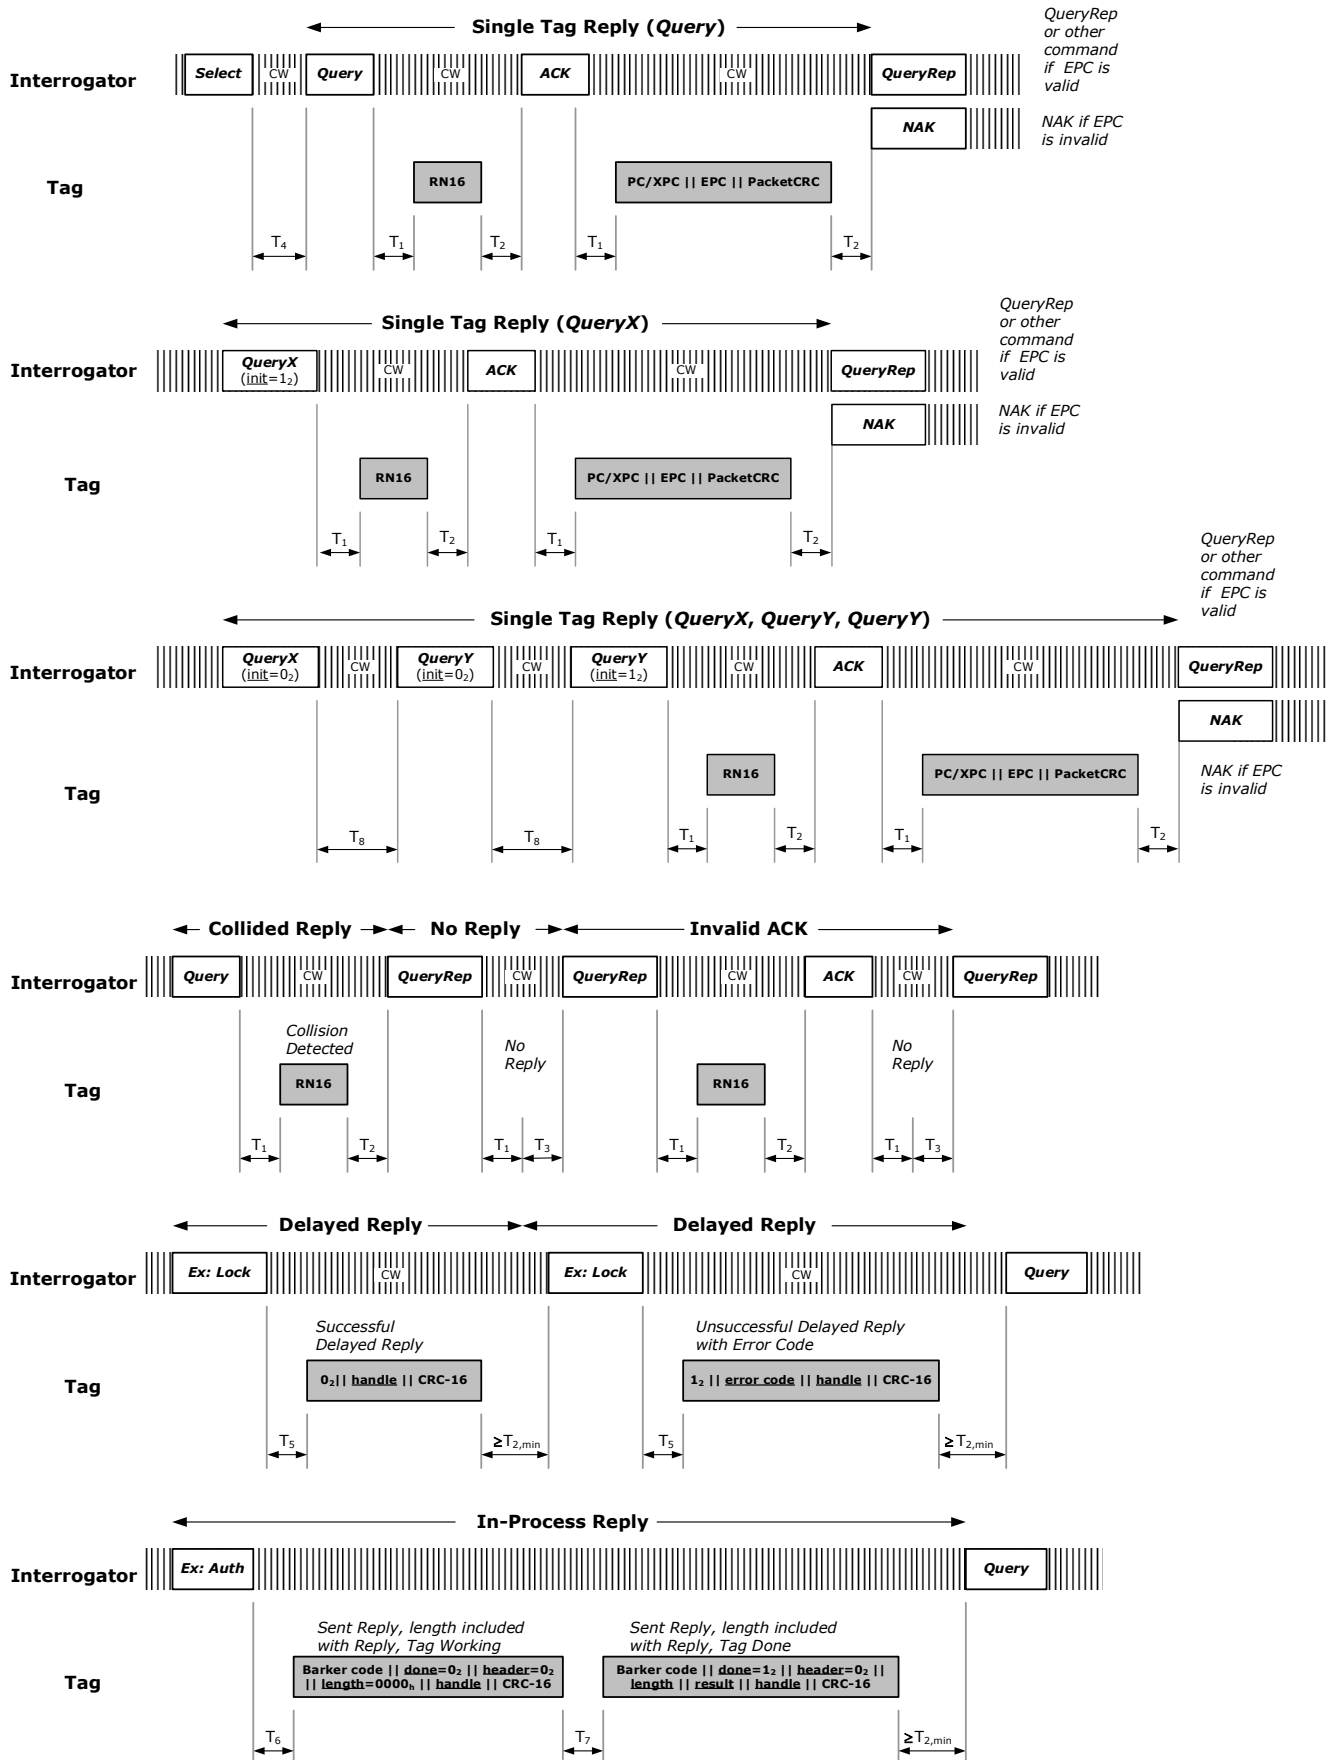 Single Tag Reply (Query)
QueryRep
or other
command
if EPC is
valid
Interrogator
Select
CW
Query
CW
ACK
CW
QueryRep
NAK
NAK if EPC
is invalid
Tag
RN16
PC/XPC || EPC || PacketCRC
T4
T1
T2
T1
T2
Single Tag Reply (QueryX)
QueryRep
or other
command
if EPC is
valid
Interrogator
QueryX
(init=1₂)
CW
ACK
CW
QueryRep
NAK
NAK if EPC
is invalid
Tag
RN16
PC/XPC || EPC || PacketCRC
T₁
T₂
T₁
T₂
QueryRep
or other
command
if EPC is
valid
Single Tag Reply (QueryX, QueryY, QueryY)
Interrogator
QueryX
(init=0₂)
CW
QueryY
(init=0₂)
CW
QueryY
(init=1₂)
CW
ACK
CW
QueryRep
NAK
NAK if EPC
is invalid
Tag
RN16
PC/XPC || EPC || PacketCRC
T₈
T₈
T₁
T₂
T₁
T₂
Collided Reply
No Reply
Invalid ACK
Interrogator
Query
CW
QueryRep
CW
QueryRep
CW
ACK
CW
QueryRep
Collision
Detected
No
Reply
No
Reply
Tag
RN16
RN16
T₁
T₂
T₁
T₃
T₁
T₂
T₁
T₃
Delayed Reply
Delayed Reply
Interrogator
Ex: Lock
CW
Ex: Lock
CW
Query
Successful
Delayed Reply
Unsuccessful Delayed Reply
with Error Code
Tag
0₂|| handle || CRC-16
1₂ || error code || handle || CRC-16
T₅
≥T₂,min
T₅
≥T₂,min
In-Process Reply
Interrogator
Ex: Auth
Query
Sent Reply, length included
with Reply, Tag Working
Sent Reply, length included
with Reply, Tag Done
Tag
Barker code || done=0₂ || header=0₂
|| length=0000ₕ || handle || CRC-16
Barker code || done=1₂ || header=0₂ ||
length || result || handle || CRC-16
T₆
T₇
≥T₂,min